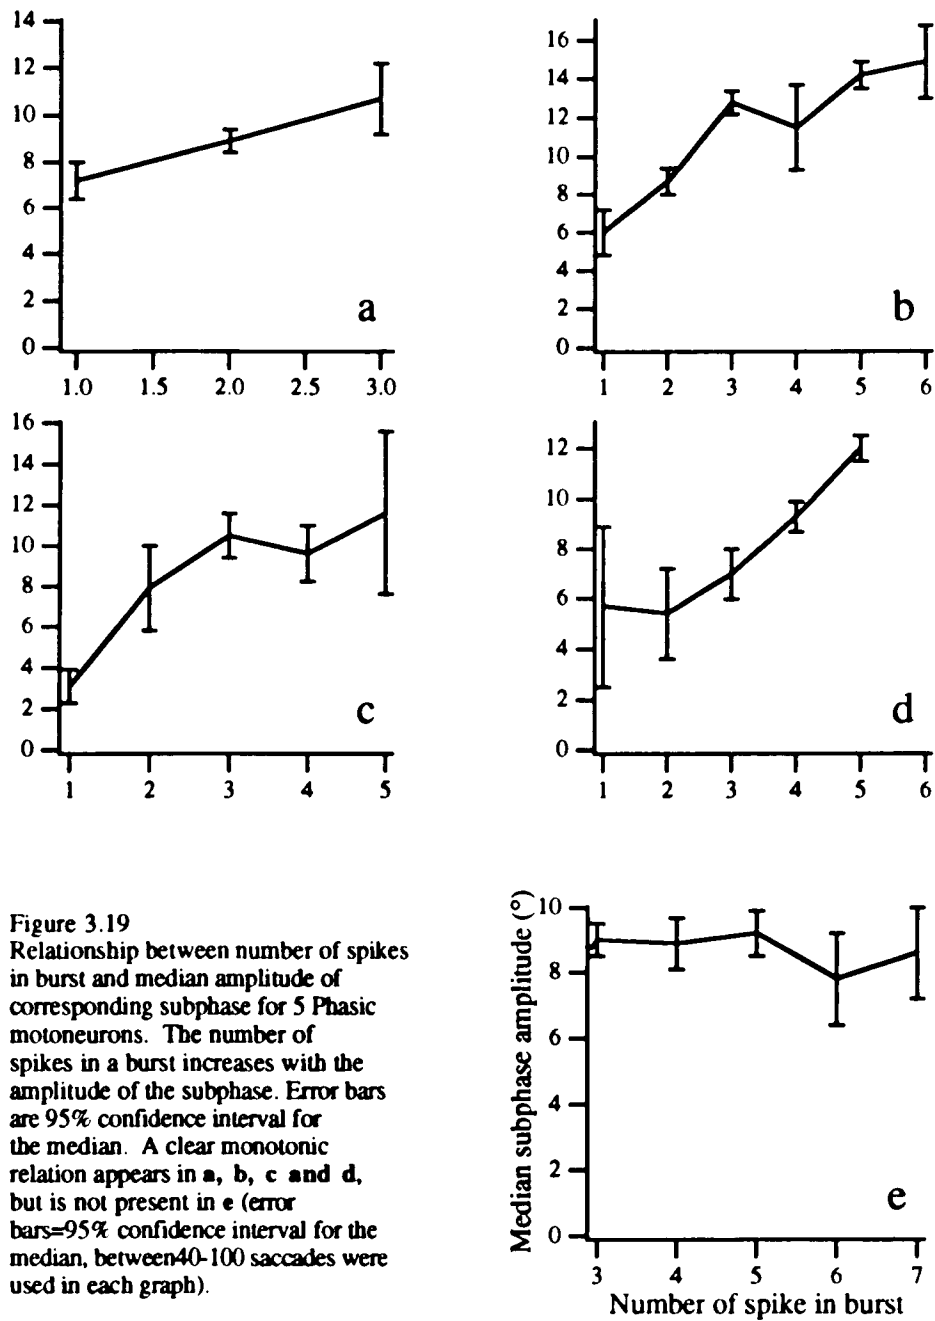 14
12
10
8
6
4
2
0
1.0 1.5 2.0 2.5 3.0
a
16
14
12
10
8
6
4
2
0
1 2 3 4 5 6
b
16
14
12
10
8
6
4
2
0
1 2 3 4 5
c
12
10
8
6
4
2
0
1 2 3 4 5 6
d
Figure 3.19
Relationship between number of spikes
in burst and median amplitude of
corresponding subphase for 5 Phasic
motoneurons. The number of
spikes in a burst increases with the
amplitude of the subphase. Error bars
are 95% confidence interval for
the median. A clear monotonic
relation appears in a, b, c and d,
but is not present in e (error
bars=95% confidence interval for the
median, between40-100 saccades were
used in each graph).
Median subphase amplitude (°)
10
8
6
4
2
0
3 4 5 6 7
e
Number of spike in burst